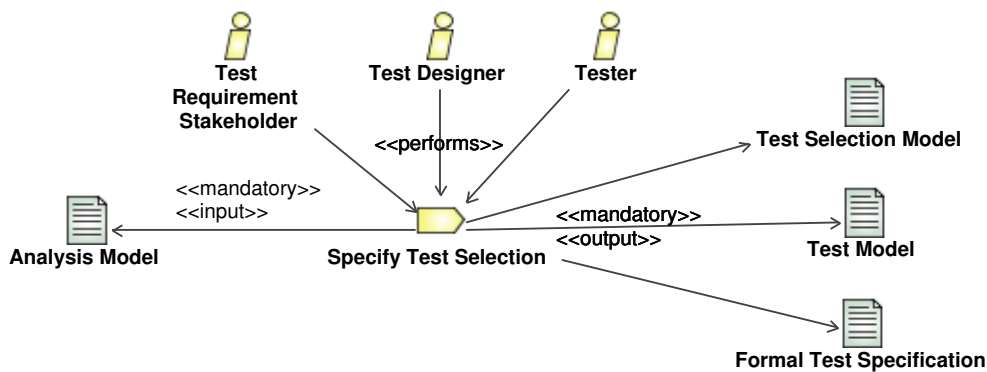 Test
Requirement
Stakeholder
Test Designer
Tester
<<performs>>
Test Selection Model
<<mandatory>>
<<input>>
Analysis Model
Specify Test Selection
<<mandatory>>
<<output>>
Test Model
Formal Test Specification